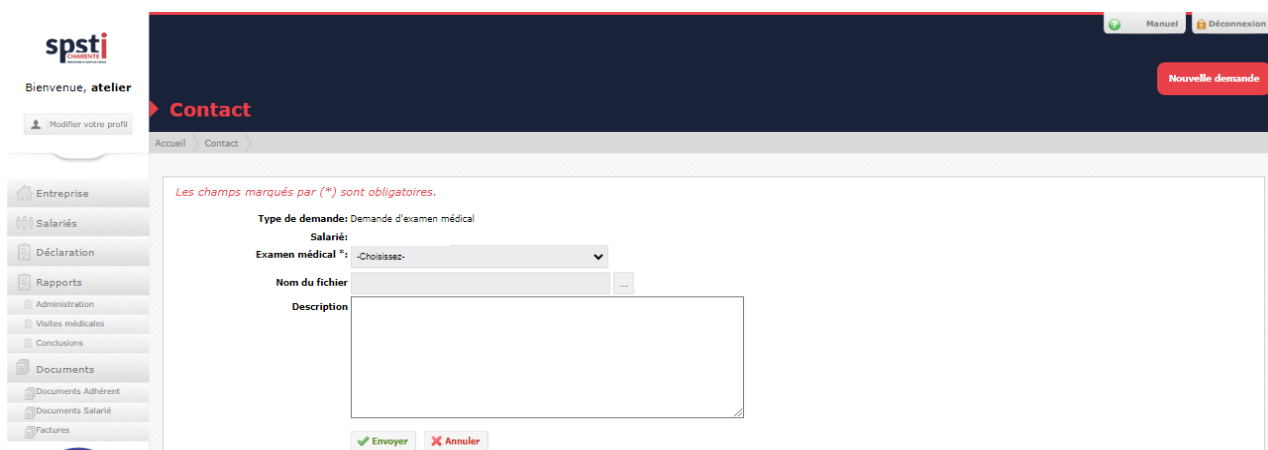 spsti
CHARENTE
Bienvenue, atelier
Modifier votre profil
Manuel
Déconnexion
Nouvelle demande
Contact
Accueil
Contact
Entreprise
Salariés
Déclaration
Rapports
Administration
Visites médicales
Conclusions
Documents
Documents Adhérent
Documents Salarié
Factures
Les champs marqués par (*) sont obligatoires.
Type de demande: Demande d'examen médical
Salarié:
Examen médical *: -Choisissez-
Nom du fichier ...
Description
Envoyer
Annuler